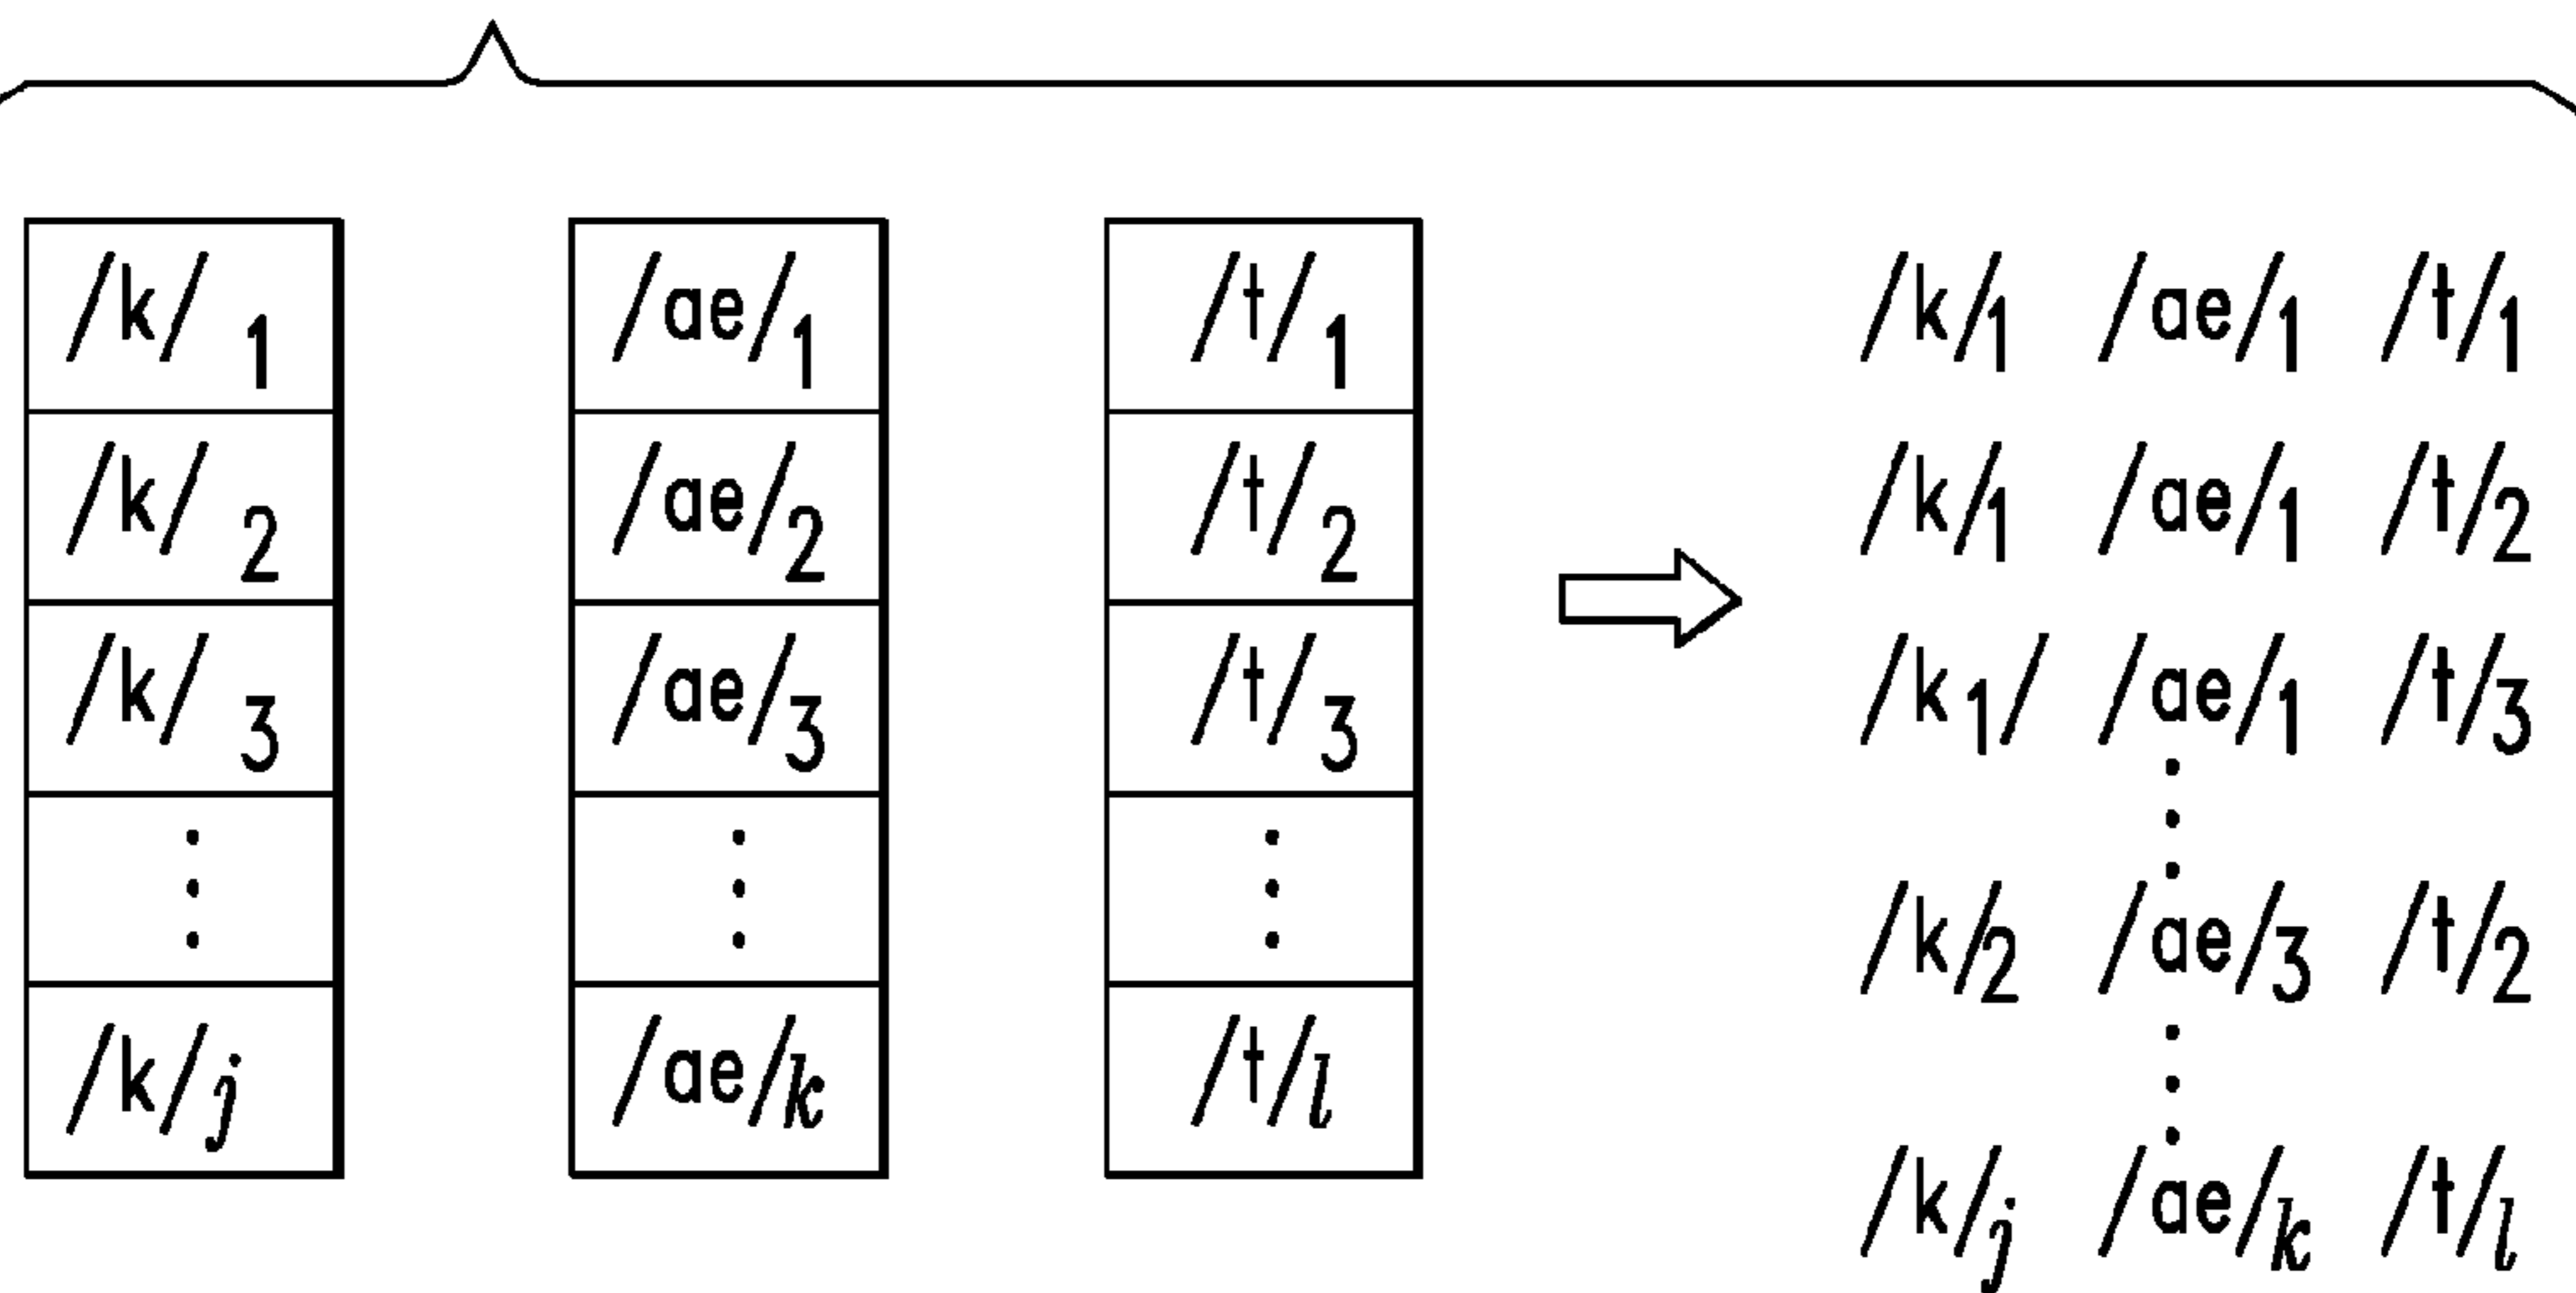 /k/1 /ae/1 /t/1 /k/1 /ae/1 /t/1
/k/2 /ae/2 /t/2 /k/1 /ae/1 /t/2
/k/3 /ae/3 /t/3 /k1/ /ae/1 /t/3
/k/2 /ae/3 /t/2
/k/j /ae/k /t/l
/k/j /ae/k /t/l